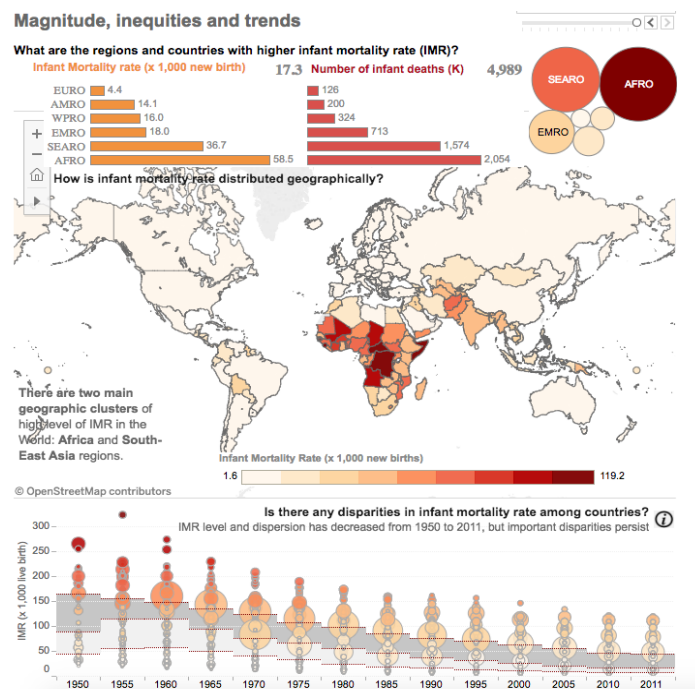 Magnitude, inequities and trends
What are the regions and countries with higher infant mortality rate (IMR)?
Infant Mortality rate (x 1,000 new birth) 17.3 Number of infant deaths (K) 4,989
EURO 4.4 126
AMRO 14.1 200
WPRO 16.0 324
EMRO 18.0 713
SEARO 36.7 1,574
AFRO 58.5 2,054
SEARO AFRO
EMRO
How is infant mortality rate distributed geographically?
There are two main
geographic clusters of
high level of IMR in the
World: Africa and South-
East Asia regions.
Infant Mortality Rate (x 1,000 new births)
1.6 119.2
© OpenStreetMap contributors
Is there any disparities in infant mortality rate among countries?
IMR level and dispersion has decreased from 1950 to 2011, but important disparities persist
IMR (x 1,000 live birth)
300
250
200
150
100
50
0
1950 1955 1960 1965 1970 1975 1980 1985 1990 1995 2000 2005 2010 2011